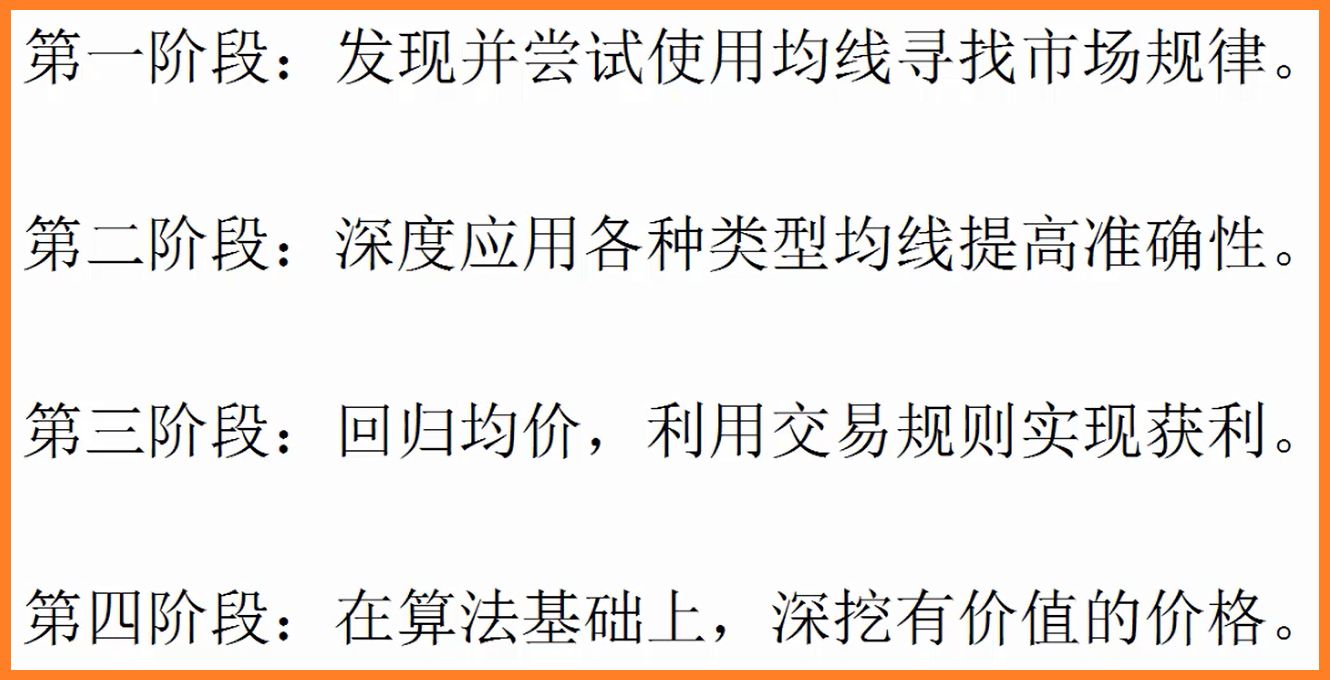 第一阶段：发现并尝试使用均线寻找市场规律。
第二阶段：深度应用各种类型均线提高准确性。
第三阶段：回归均价，利用交易规则实现获利。
第四阶段：在算法基础上，深挖有价值的价格。